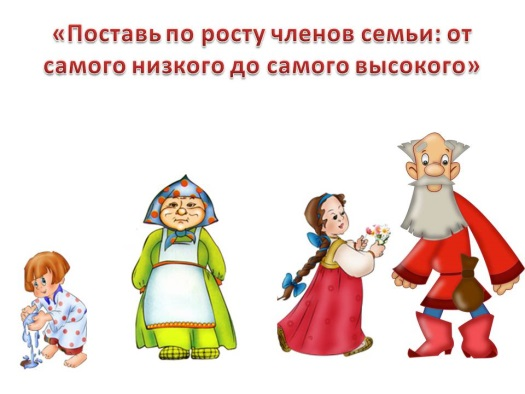 «Поставь по росту членов семьи: от
самого низкого до самого высокого»